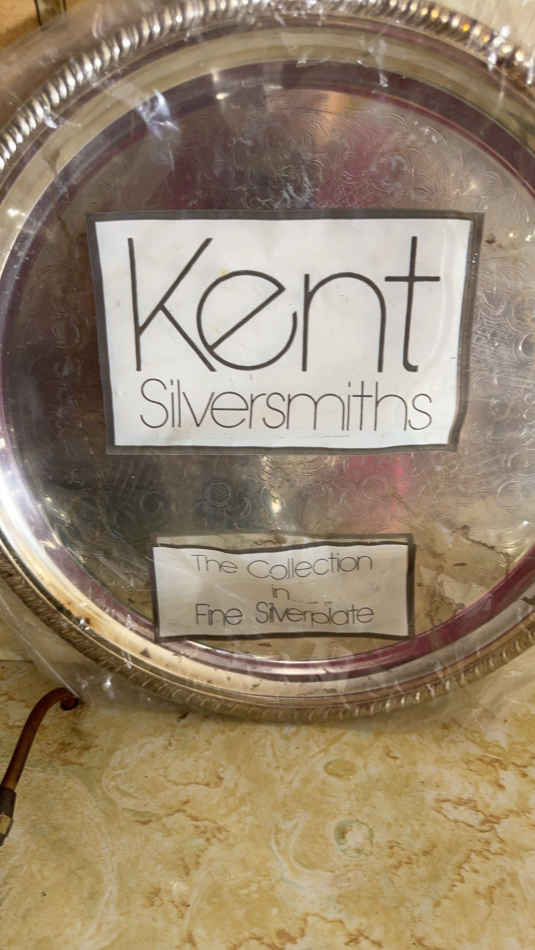 Kent
Silversmiths
The Collection
in
Fine Silverplate